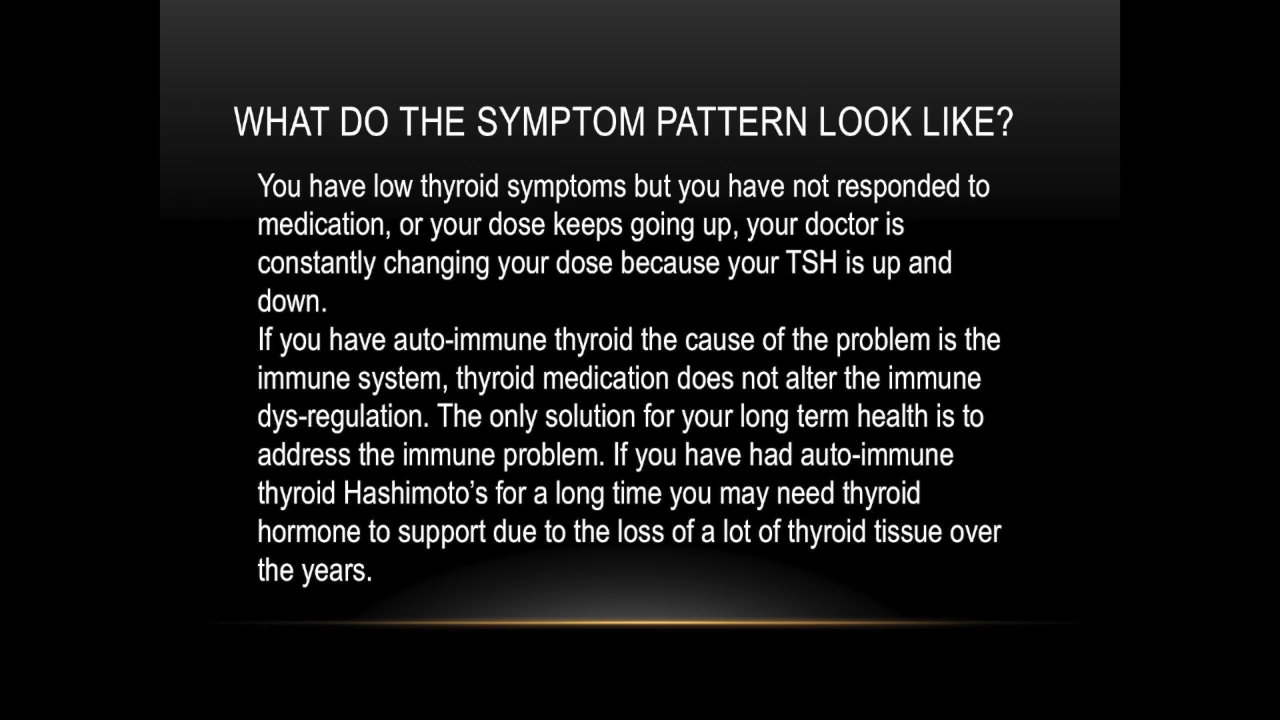 WHAT DO THE SYMPTOM PATTERN LOOK LIKE?
You have low thyroid symptoms but you have not responded to
medication, or your dose keeps going up, your doctor is
constantly changing your dose because your TSH is up and
down.
If you have auto-immune thyroid the cause of the problem is the
immune system, thyroid medication does not alter the immune
dys-regulation. The only solution for your long term health is to
address the immune problem. If you have had auto-immune
thyroid Hashimoto’s for a long time you may need thyroid
hormone to support due to the loss of a lot of thyroid tissue over
the years.